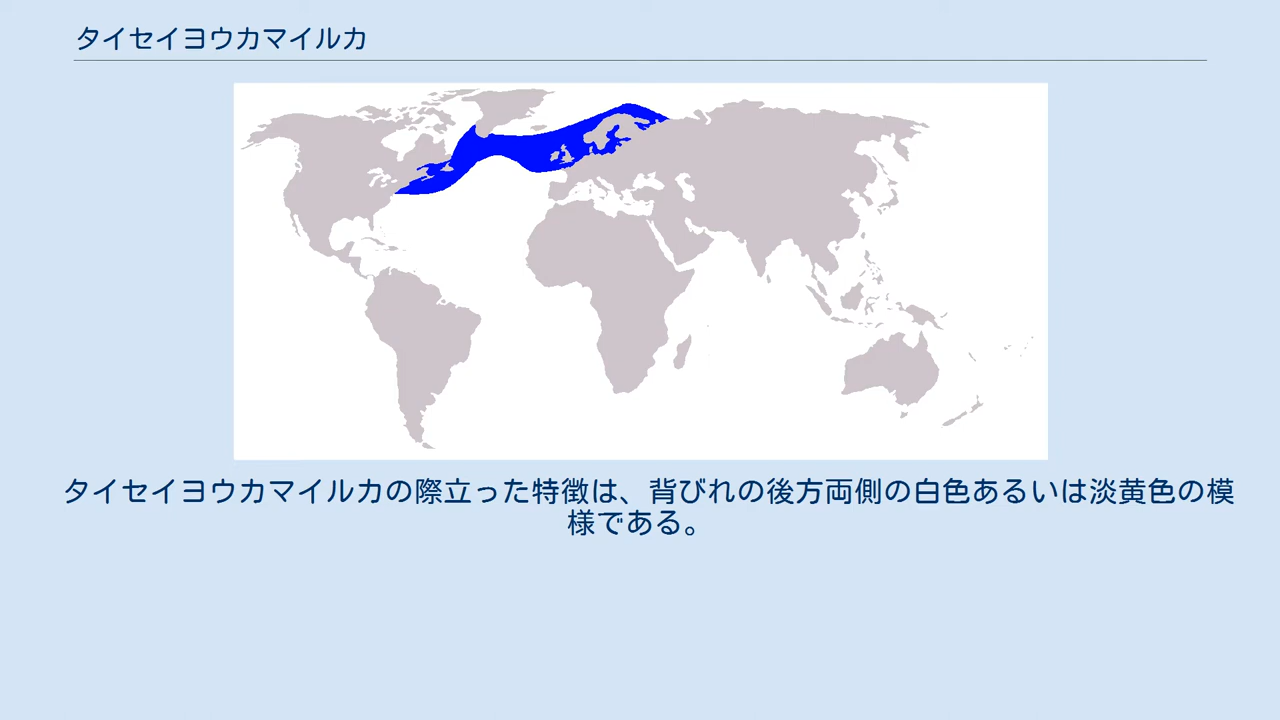 タイセイヨウカマイルカ
タイセイヨウカマイルカの際立った特徴は、背びれの後方両側の白色あるいは淡黄色の模
様である。